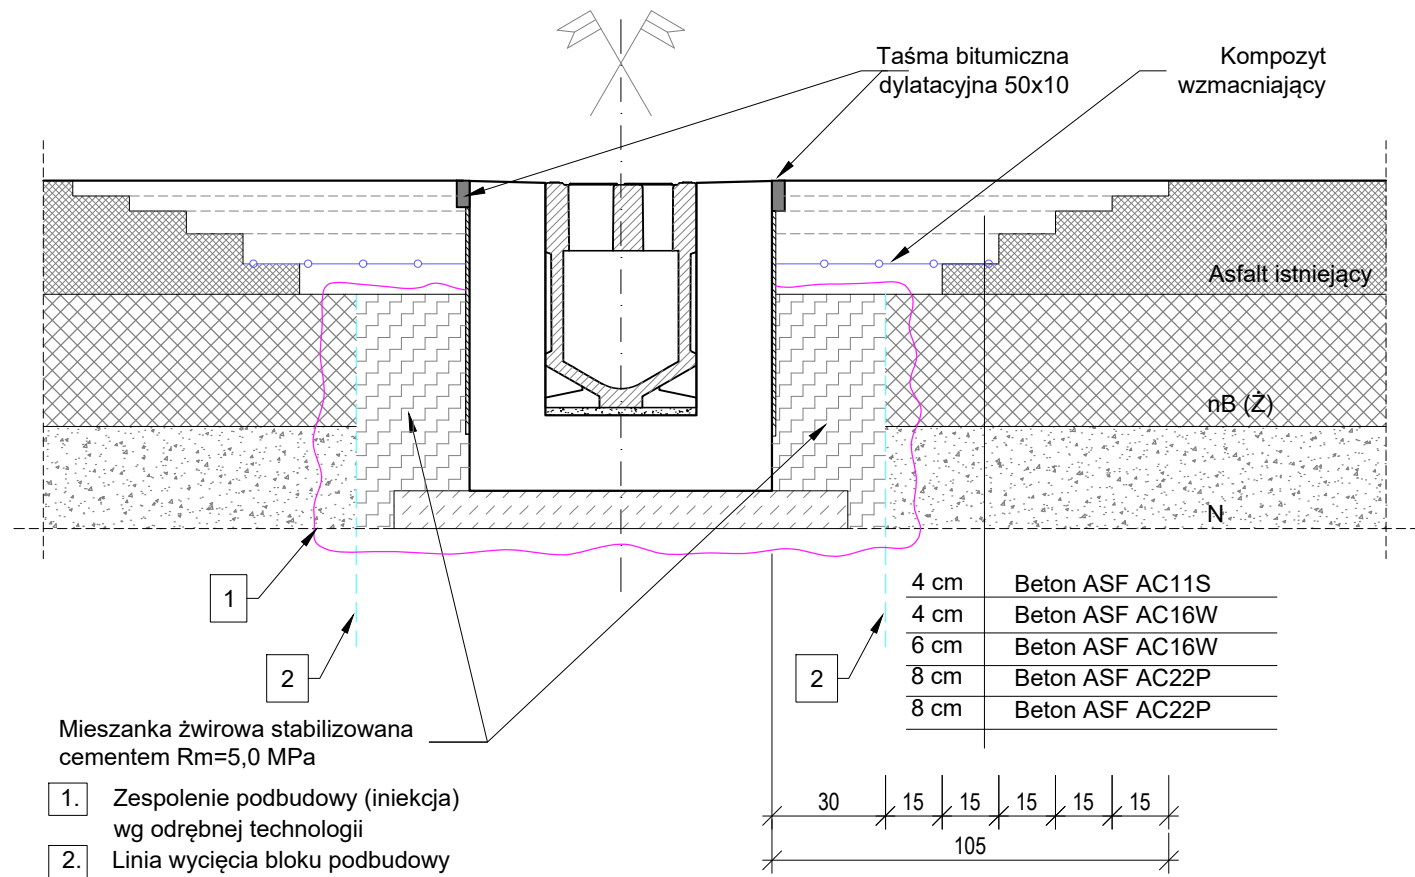 Taśma bitumiczna
dylatacyjna 50x10
Kompozyt
wzmacniający
Asfalt istniejący
nB (Ż)
N
1
2
2
4 cm Beton ASF AC11S
4 cm Beton ASF AC16W
6 cm Beton ASF AC16W
8 cm Beton ASF AC22P
8 cm Beton ASF AC22P
Mieszanka żwirowa stabilizowana
cementem Rm=5,0 MPa
1. Zespolenie podbudowy (iniekcja)
wg odrębnej technologii
2. Linia wycięcia bloku podbudowy
30 15 15 15 15 15
105